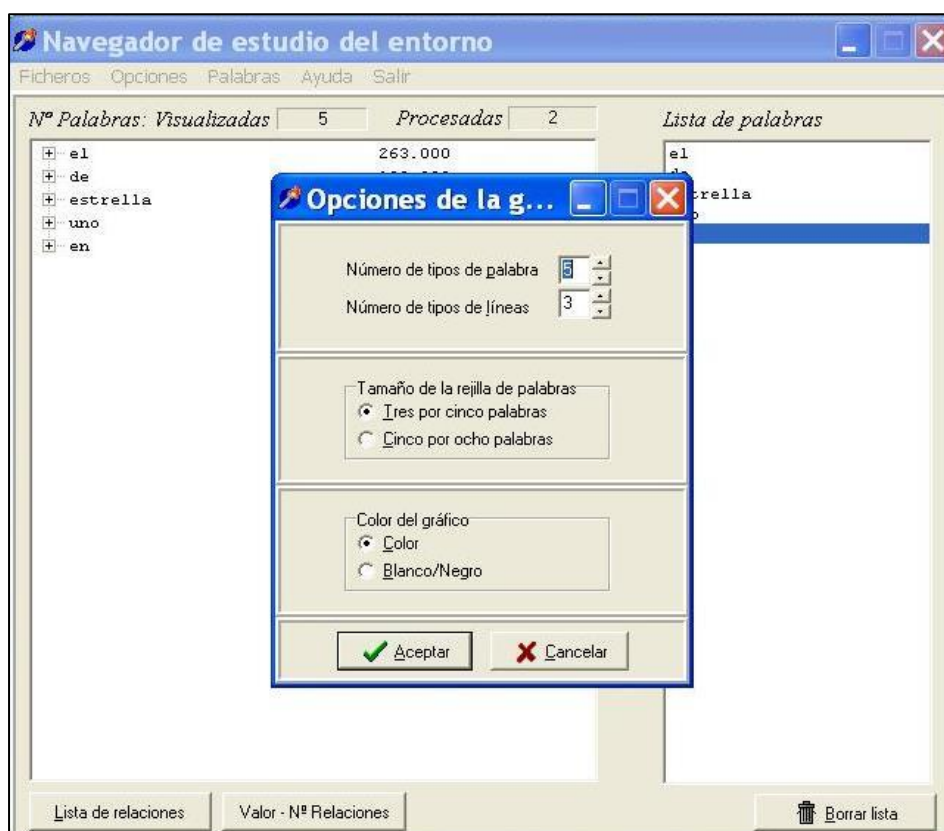 Navegador de estudio del entorno
Ficheros Opciones Palabras Ayuda Salir
Nº Palabras: Visualizadas 5 Procesadas 2 Lista de palabras
el 263.000
de
estrella
uno
en
el
Opciones de la g...
Número de tipos de palabra 5
Número de tipos de líneas 3
Tamaño de la rejilla de palabras
Tres por cinco palabras
Cinco por ocho palabras
Color del gráfico
Color
Blanco/Negro
Aceptar Cancelar
Lista de relaciones Valor - Nº Relaciones Borrar lista